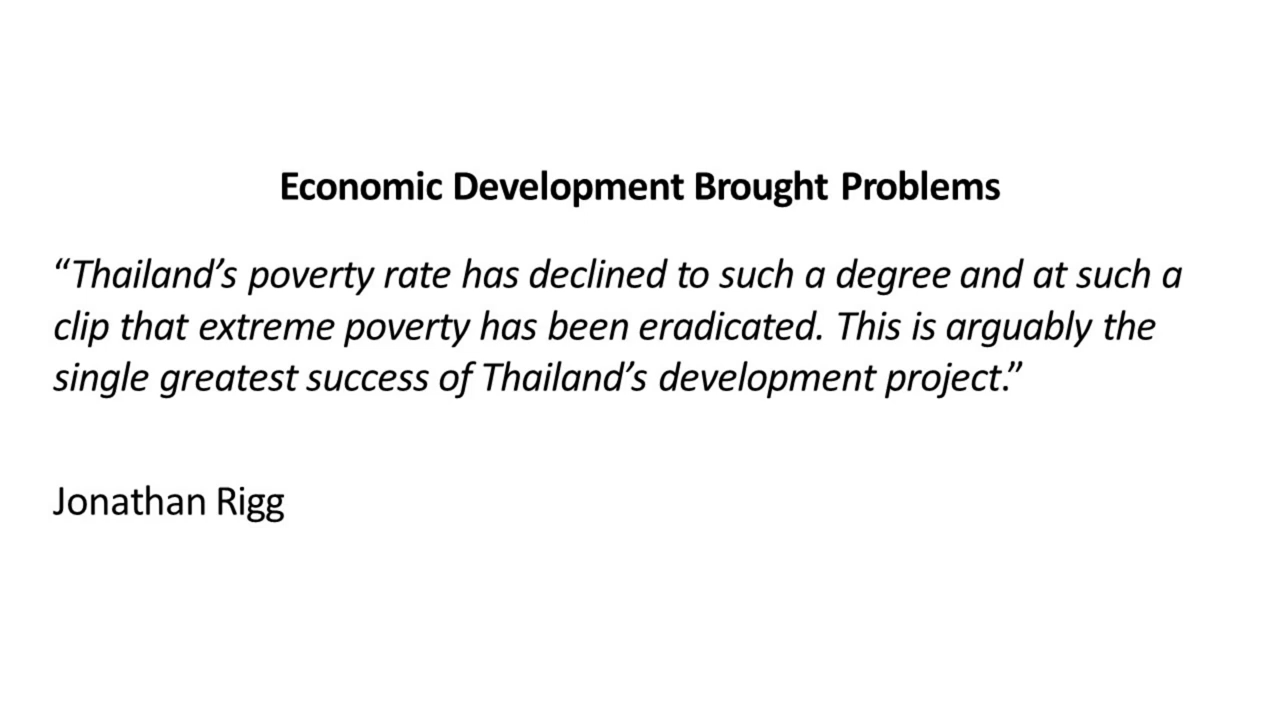 Economic Development Brought Problems
“Thailand’s poverty rate has declined to such a degree and at such a
clip that extreme poverty has been eradicated. This is arguably the
single greatest success of Thailand’s development project.”
Jonathan Rigg